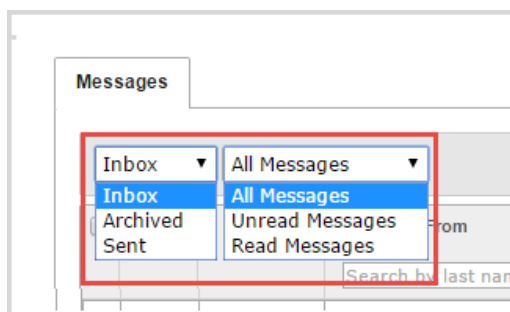 Messages
Inbox All Messages
Inbox All Messages
Archived Unread Messages
Sent Read Messages
From
Search by last nam